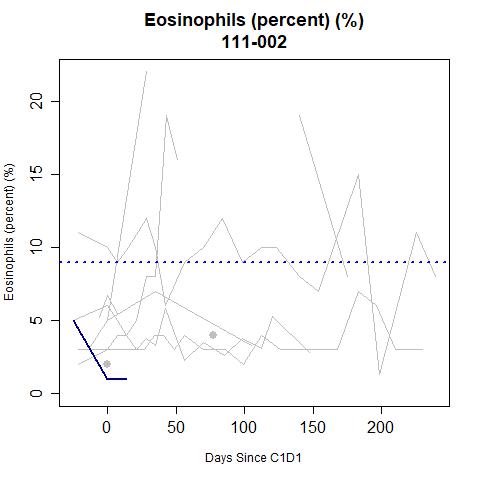 Eosinophils (percent) (%)
111-002
Eosinophils (percent) (%)
20
15
10
5
0
0 50 100 150 200
Days Since C1D1